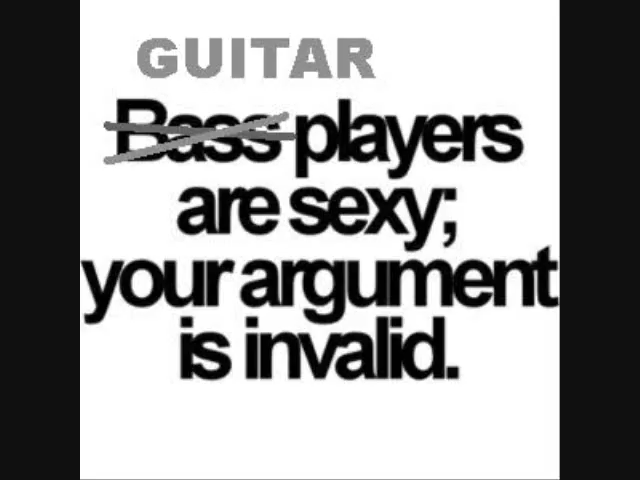 GUITAR
Bass players
are sexy;
your argument
is invalid.